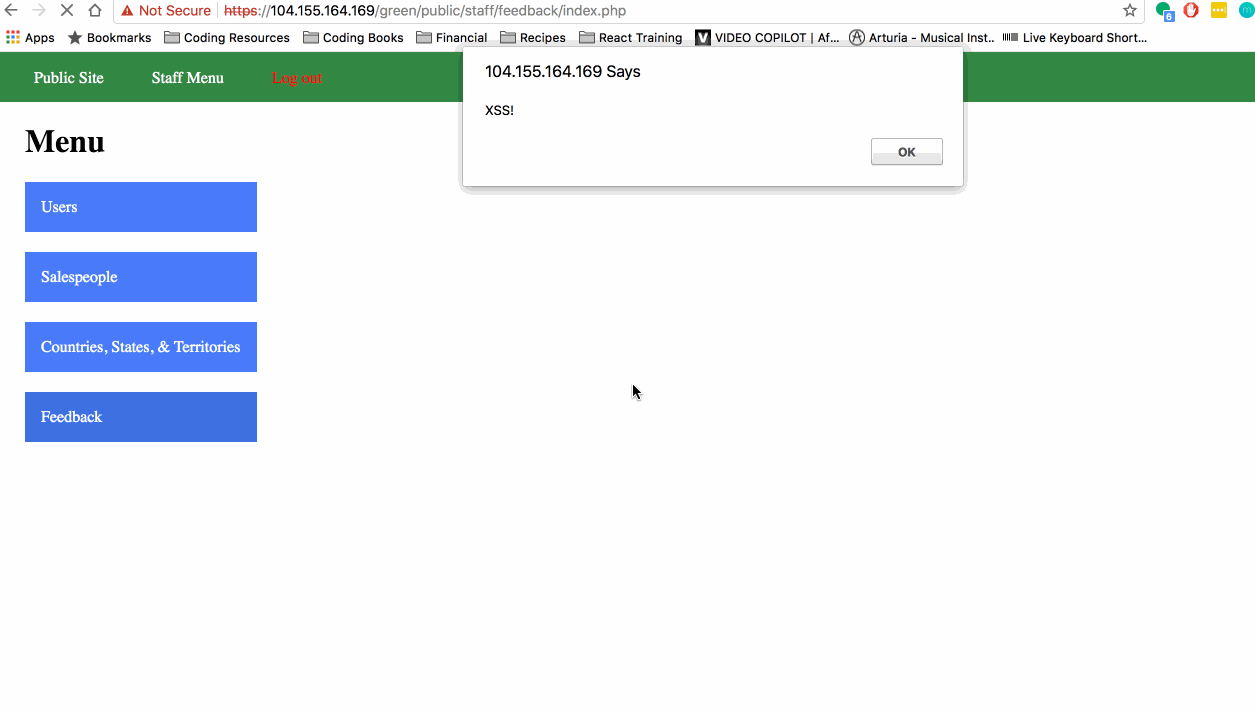 Not Secure https://104.155.164.169/green/public/staff/feedback/index.php
6
Apps Bookmarks Coding Resources Coding Books Financial Recipes React Training VIDEO COPILOT | Af... Arturia - Musical Inst.. Live Keyboard Short...
Public Site Staff Menu Log out
104.155.164.169 Says
XSS!
OK
Menu
Users
Salespeople
Countries, States, & Territories
Feedback